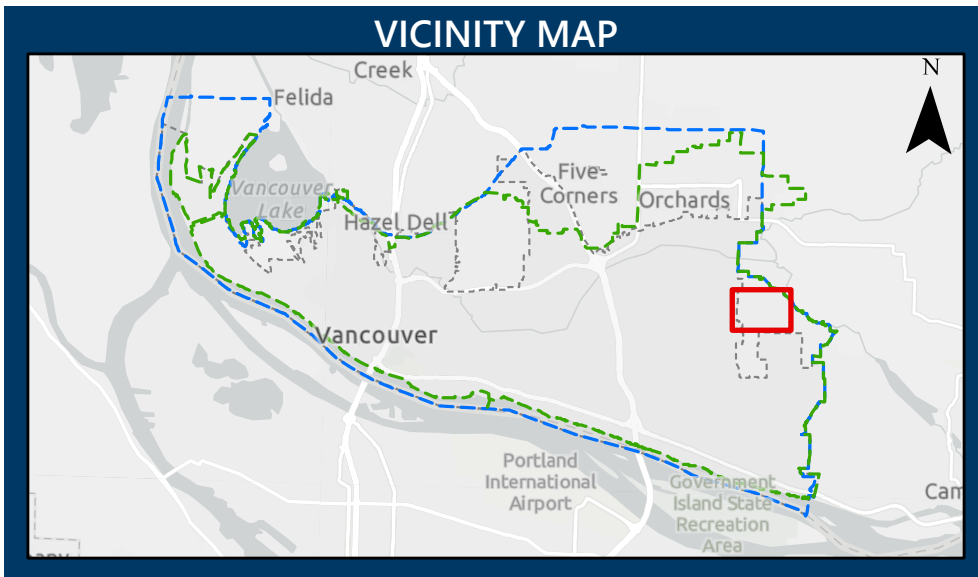 VICINITY MAP
N
Creek
Felida
Five
Corners
Vancouver
Lake
Orchards
Hazel Dell
Vancouver
Portland
International
Airport
Government
Island State
Recreation
Area
Cam